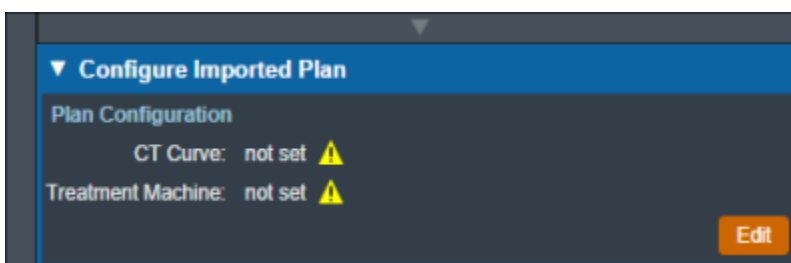 Configure Imported Plan
Plan Configuration
CT Curve: not set
Treatment Machine: not set
Edit